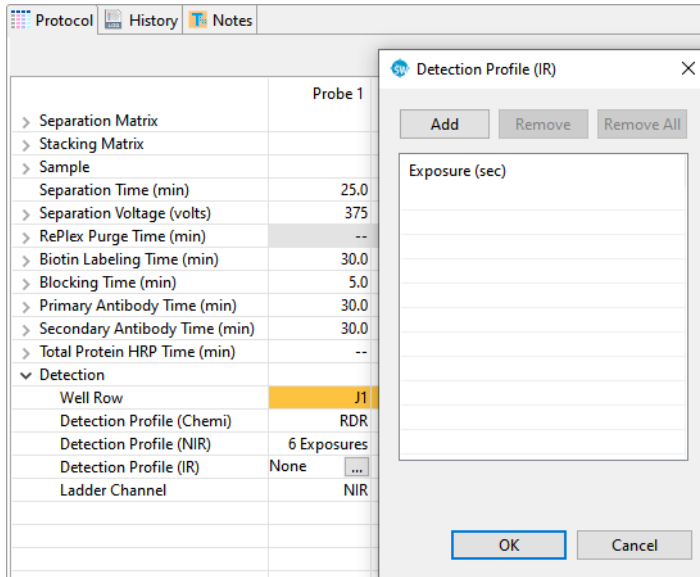 Protocol History Notes
Detection Profile (IR)
Probe 1
Add Remove Remove All
Exposure (sec)
Separation Matrix
Stacking Matrix
Sample
Separation Time (min) 25.0
Separation Voltage (volts) 375
RePlex Purge Time (min) --
Biotin Labeling Time (min) 30.0
Blocking Time (min) 5.0
Primary Antibody Time (min) 30.0
Secondary Antibody Time (min) 30.0
Total Protein HRP Time (min) --
Detection
Well Row J1
Detection Profile (Chemi) RDR
Detection Profile (NIR) 6 Exposures
Detection Profile (IR) None ...
Ladder Channel NIR
OK Cancel